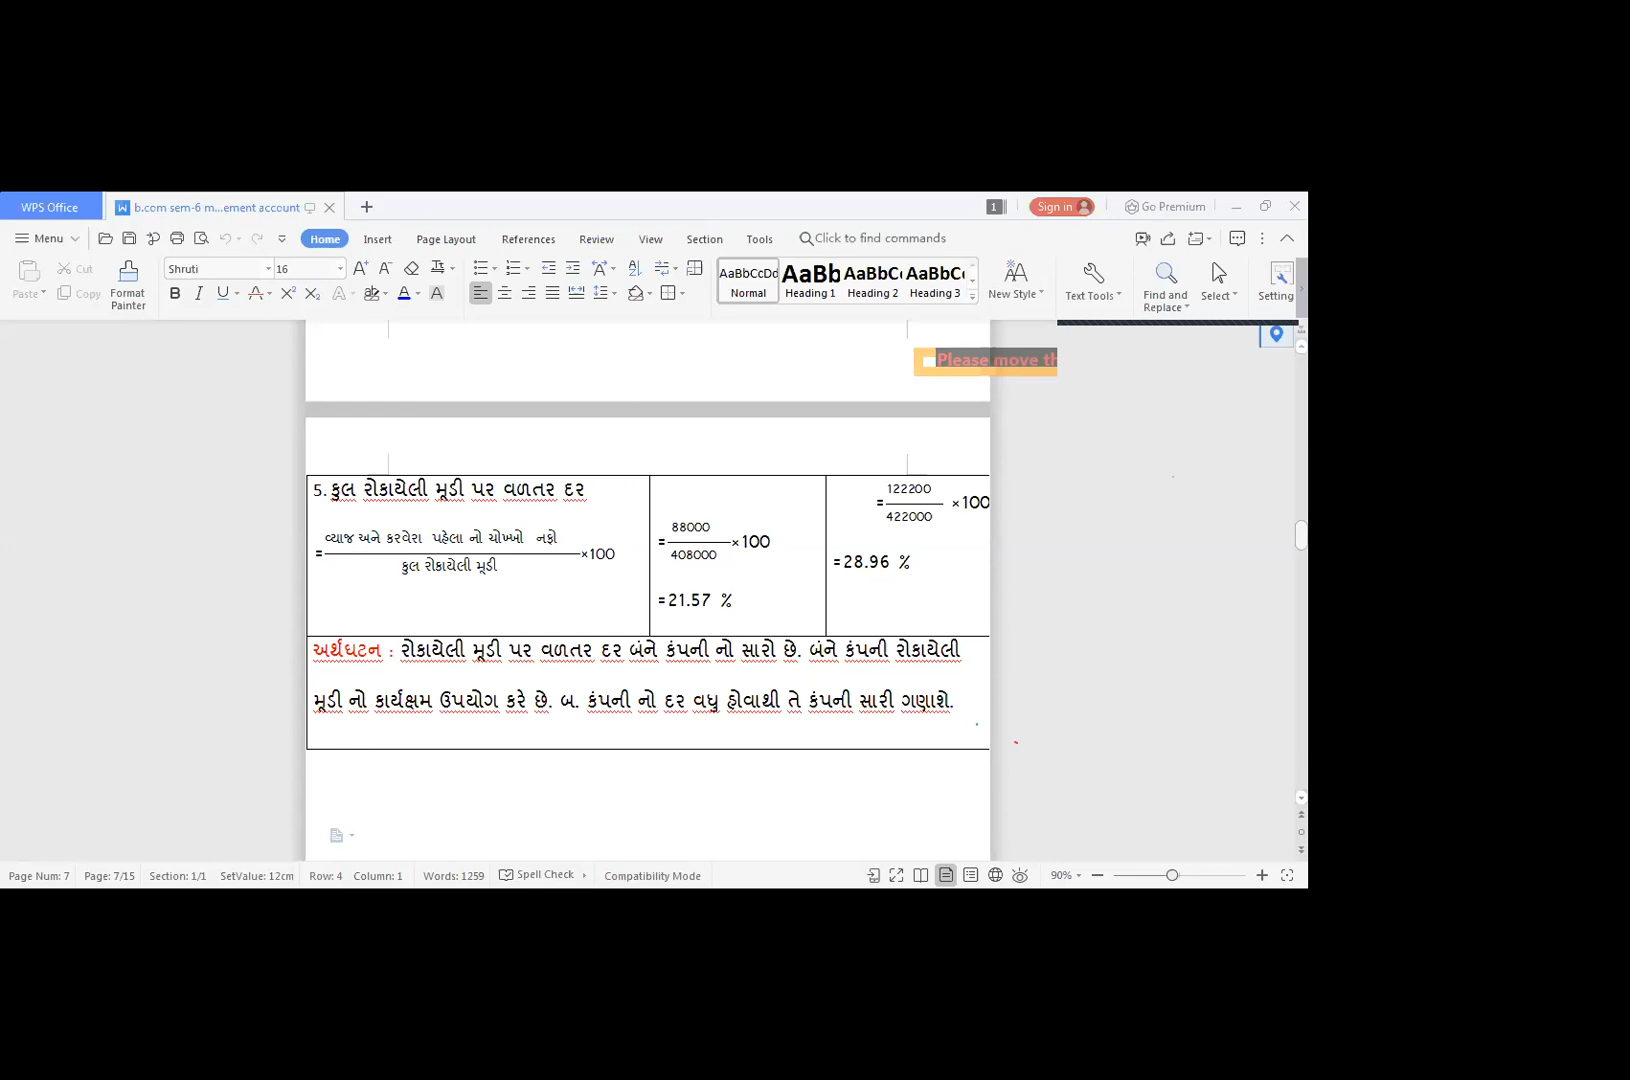 WPS Office
b.com sem-6 m...ement account
1
Sign in
Go Premium
Menu
Home
Insert
Page Layout
References
Review
View
Section
Tools
Click to find commands
Paste
Cut
Copy
Format Painter
Shruti
16
AaBbCcDd
Normal
AaBb
Heading 1
AaBbC
Heading 2
AaBbC
Heading 3
New Style
Text Tools
Find and Replace
Select
Setting
Please move th
5. કુલ રોકાયેલી મૂડી પર વળતર દર
વ્યાજ અને કરવેરા પહેલા નો ચોખ્ખો નફો
= ×100
કુલ રોકાયેલી મૂડી
88000
= ×100
408000
=21.57 %
122200
= ×100
422000
=28.96 %
અર્થઘટન : રોકાયેલી મૂડી પર વળતર દર બંને કંપની નો સારો છે. બંને કંપની રોકાયેલી
મૂડી નો કાર્યક્ષમ ઉપયોગ કરે છે. બ. કંપની નો દર વધુ હોવાથી તે કંપની સારી ગણાશે.
Page Num: 7
Page: 7/15
Section: 1/1
SetValue: 12cm
Row: 4
Column: 1
Words: 1259
Spell Check
Compatibility Mode
90%